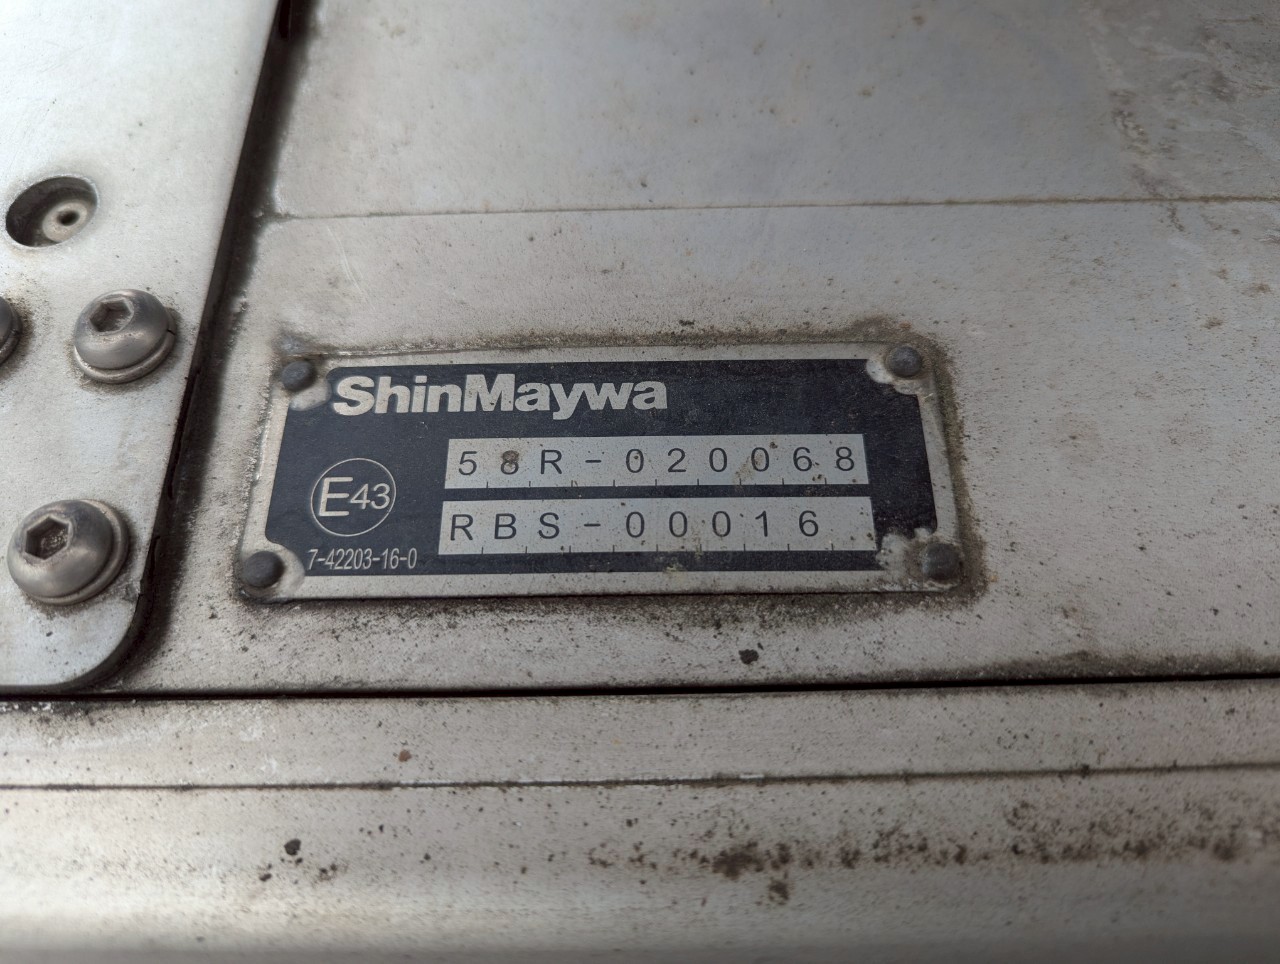 ShinMaywa
58R-020068
E43
RBS-00016
7-42203-16-0